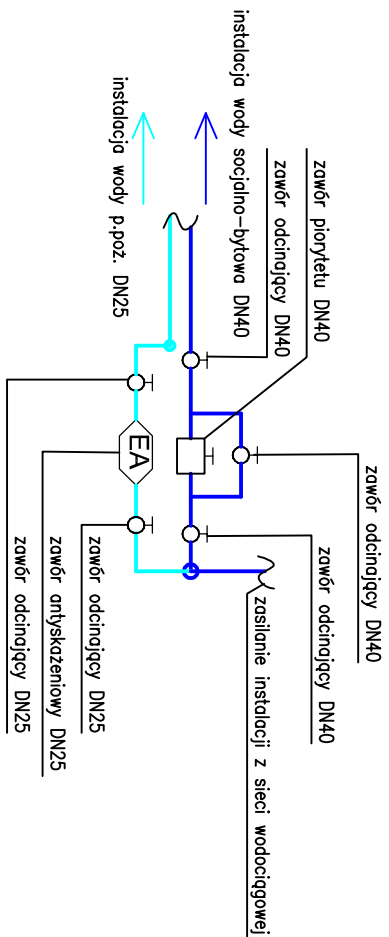 zawór odcinający DN40
zawór odcinający DN40
zasilanie instalacji z sieci wodociągowej
zawór piorytetu DN40
zawór odcinający DN40
instalacja wody socjalno-bytowa DN40
instalacja wody p.poż. DN25
EA
zawór odcinający DN25
zawór antyskażeniowy DN25
zawór odcinający DN25